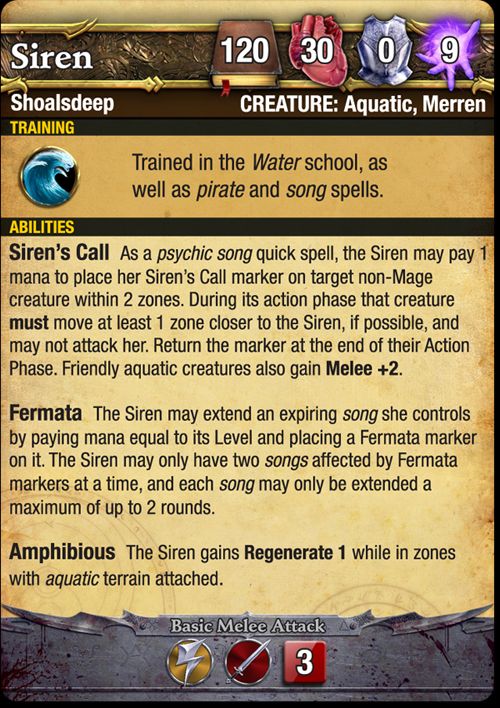 Siren 120 30 0 9
Shoalsdeep CREATURE: Aquatic, Merren
TRAINING
Trained in the Water school, as
well as pirate and song spells.
ABILITIES
Siren's Call As a psychic song quick spell, the Siren may pay 1
mana to place her Siren's Call marker on target non-Mage
creature within 2 zones. During its action phase that creature
must move at least 1 zone closer to the Siren, if possible, and
may not attack her. Return the marker at the end of their Action
Phase. Friendly aquatic creatures also gain Melee +2.
Fermata The Siren may extend an expiring song she controls
by paying mana equal to its Level and placing a Fermata marker
on it. The Siren may only have two songs affected by Fermata
markers at a time, and each song may only be extended a
maximum of up to 2 rounds.
Amphibious The Siren gains Regenerate 1 while in zones
with aquatic terrain attached.
Basic Melee Attack
3